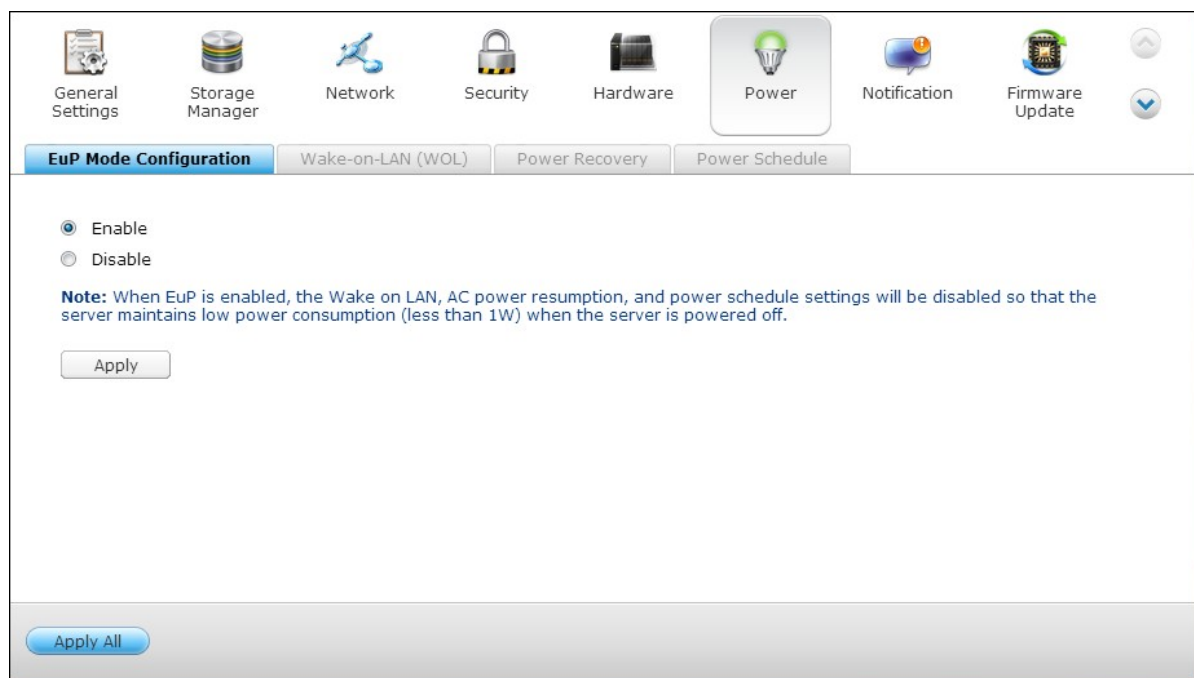 General Settings
Storage Manager
Network
Security
Hardware
Power
Notification
Firmware Update
EuP Mode Configuration
Wake-on-LAN (WOL)
Power Recovery
Power Schedule
Enable
Disable
Note: When EuP is enabled, the Wake on LAN, AC power resumption, and power schedule settings will be disabled so that the
server maintains low power consumption (less than 1W) when the server is powered off.
Apply
Apply All